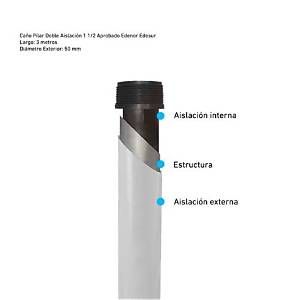 Caño Pilar Doble Aislación 1 1/2 Aprobado Edenor Edesur
Largo: 3 metros
Diámetro Exterior: 50 mm
Aislación interna
Estructura
Aislación externa